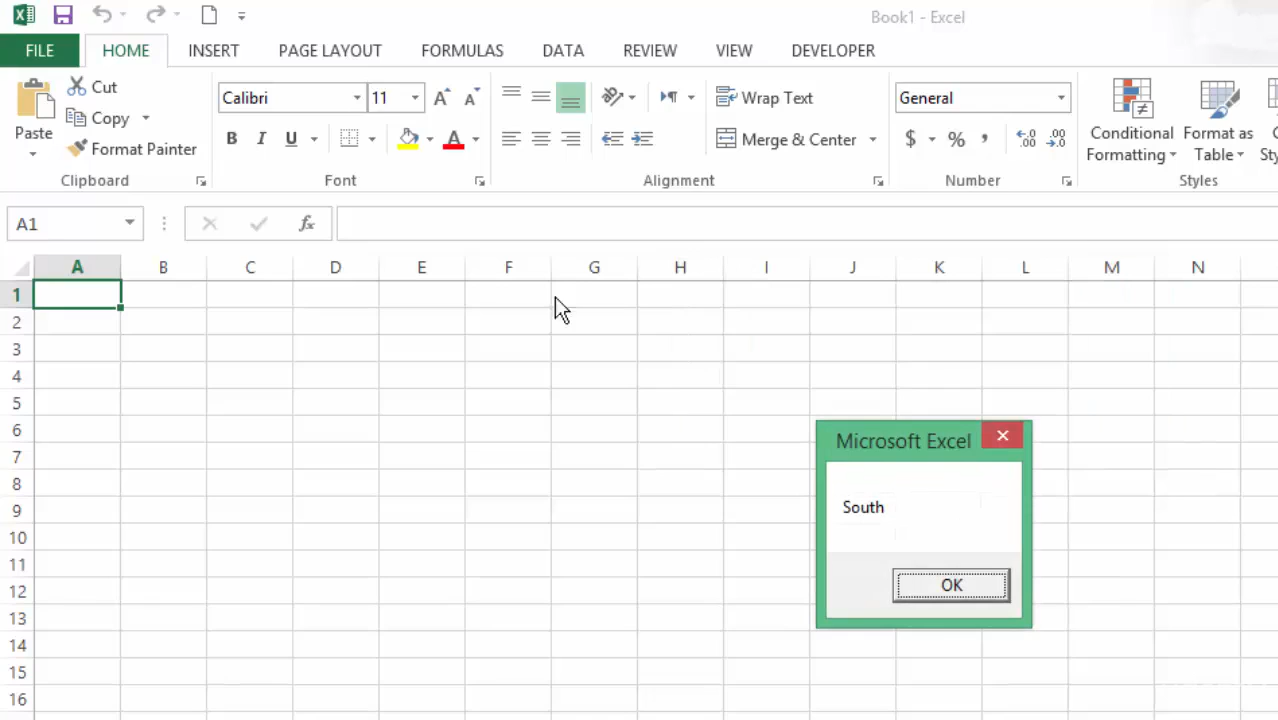 Book1 - Excel
FILE HOME INSERT PAGE LAYOUT FORMULAS DATA REVIEW VIEW DEVELOPER
Paste
Cut
Copy
Format Painter
Clipboard
Calibri 11
B I U A
Font
Wrap Text
Merge & Center
Alignment
General
$ % ,
Number
Conditional Formatting
Format as Table
Styles
A1 fx
A B C D E F G H I J K L M N
1
2
3
4
5
6
7
8
9
10
11
12
13
14
15
16
Microsoft Excel
South
OK